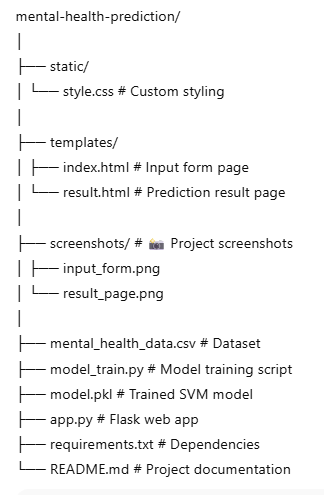 mental-health-prediction/
│
├── static/
│ └── style.css # Custom styling
│
├── templates/
│ ├── index.html # Input form page
│ └── result.html # Prediction result page
│
├── screenshots/ # 📸 Project screenshots
│ ├── input_form.png
│ └── result_page.png
│
├── mental_health_data.csv # Dataset
├── model_train.py # Model training script
├── model.pkl # Trained SVM model
├── app.py # Flask web app
├── requirements.txt # Dependencies
└── README.md # Project documentation